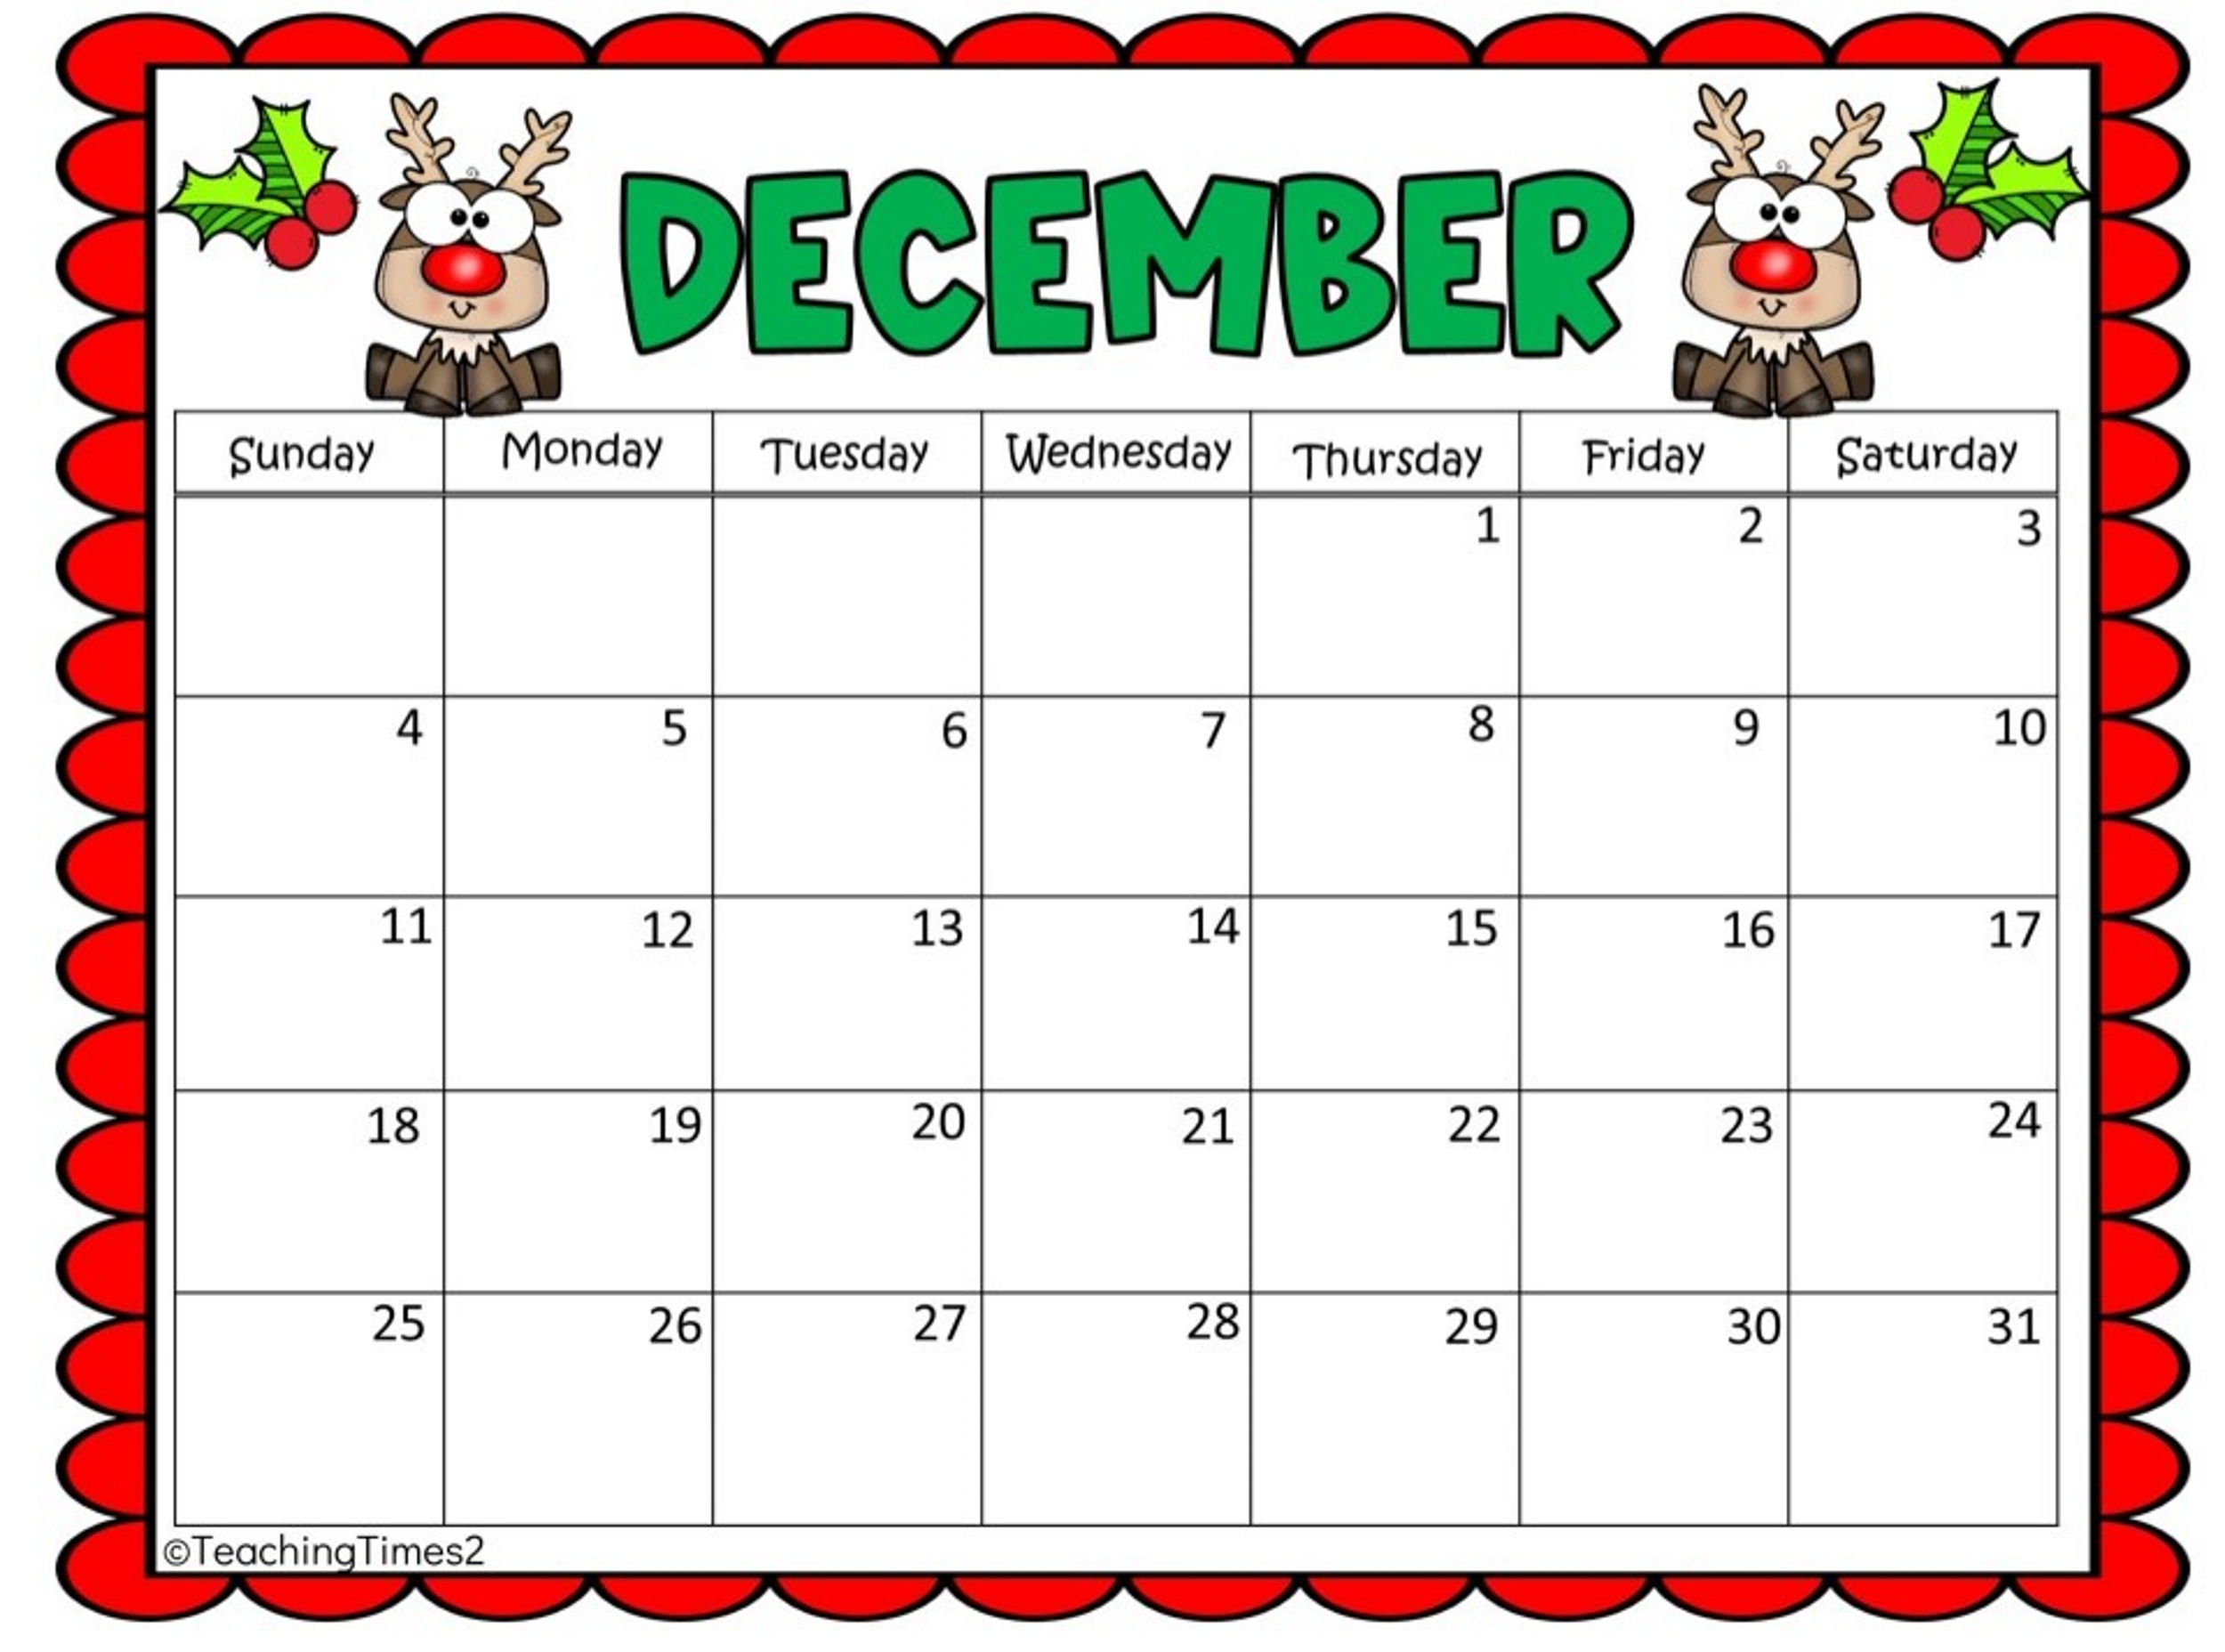 DECEMBER
Sunday Monday Tuesday Wednesday Thursday Friday Saturday
1 2 3
4 5 6 7 8 9 10
11 12 13 14 15 16 17
18 19 20 21 22 23 24
25 26 27 28 29 30 31
©TeachingTimes2